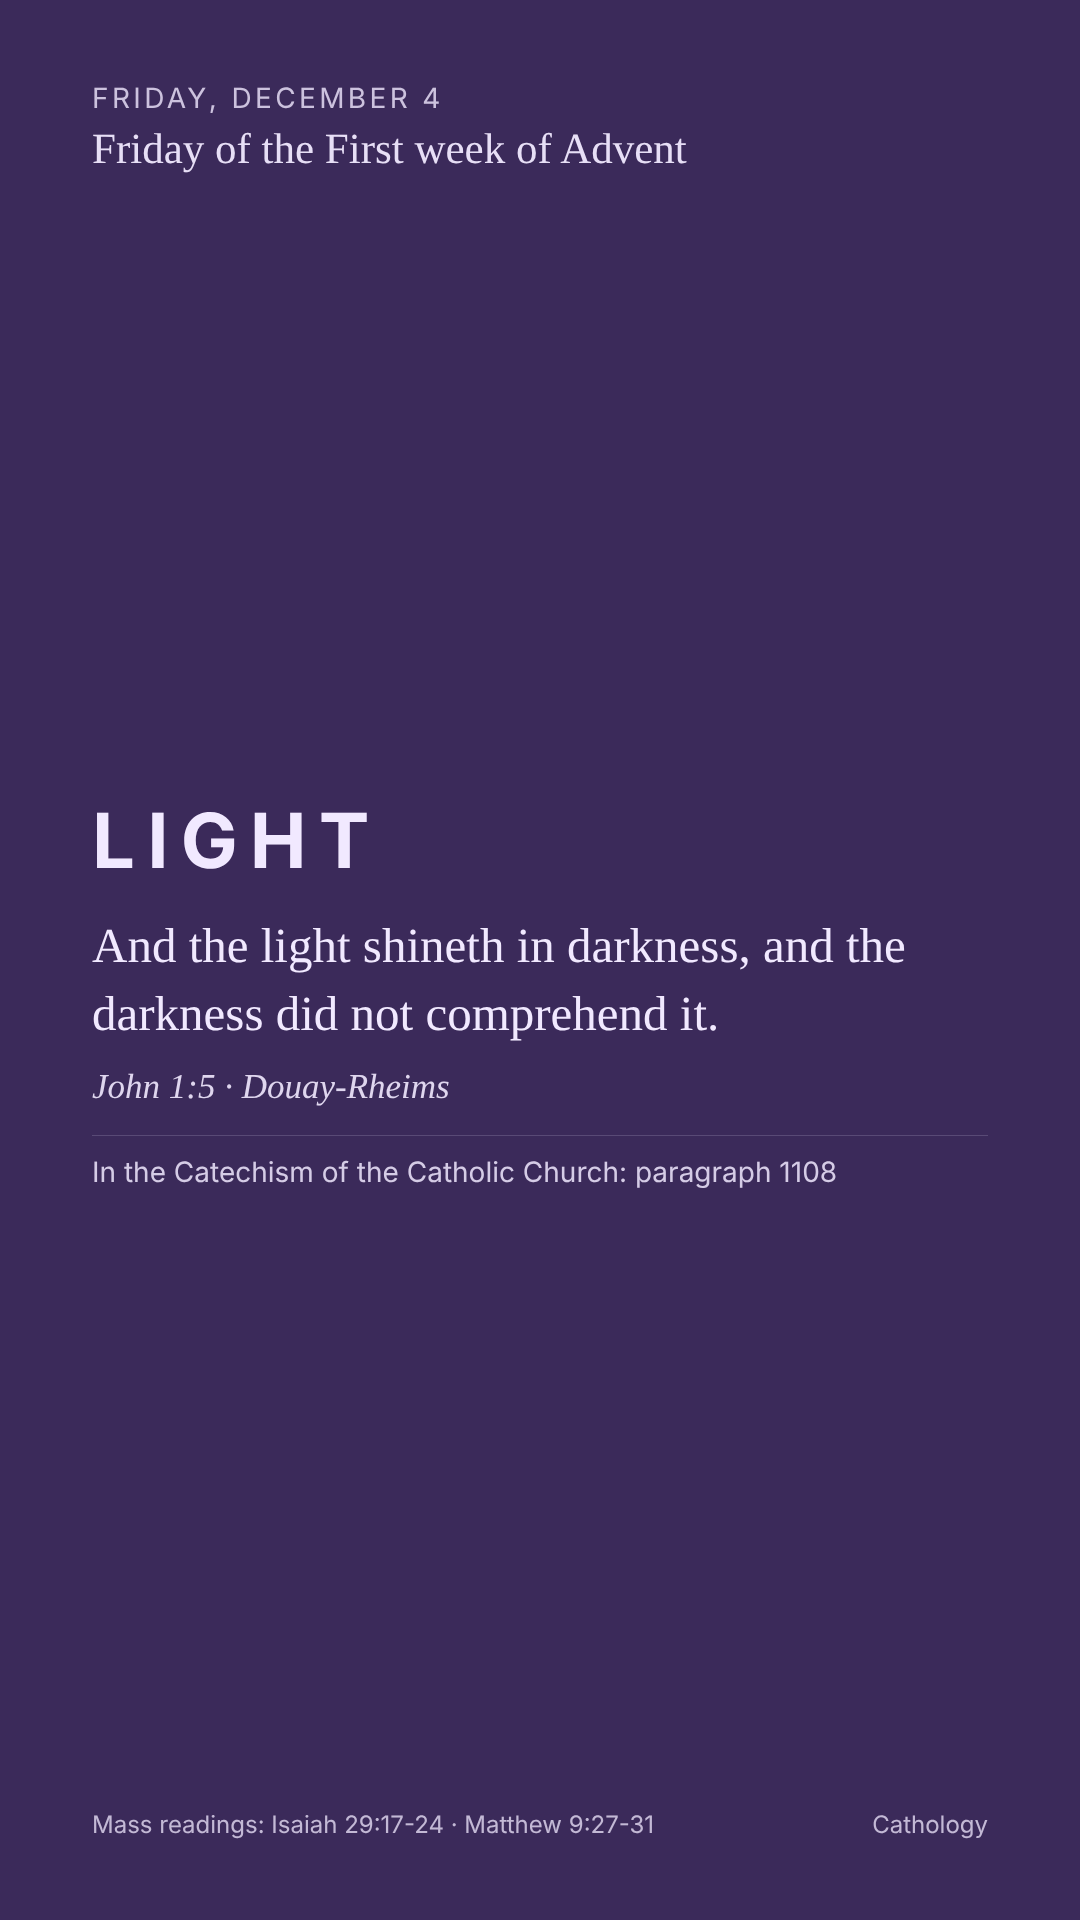 FRIDAY, DECEMBER 4
Friday of the First week of Advent
LIGHT
And the light shineth in darkness, and the
darkness did not comprehend it.
John 1:5 · Douay-Rheims
In the Catechism of the Catholic Church: paragraph 1108
Mass readings: Isaiah 29:17-24 · Matthew 9:27-31
Cathology